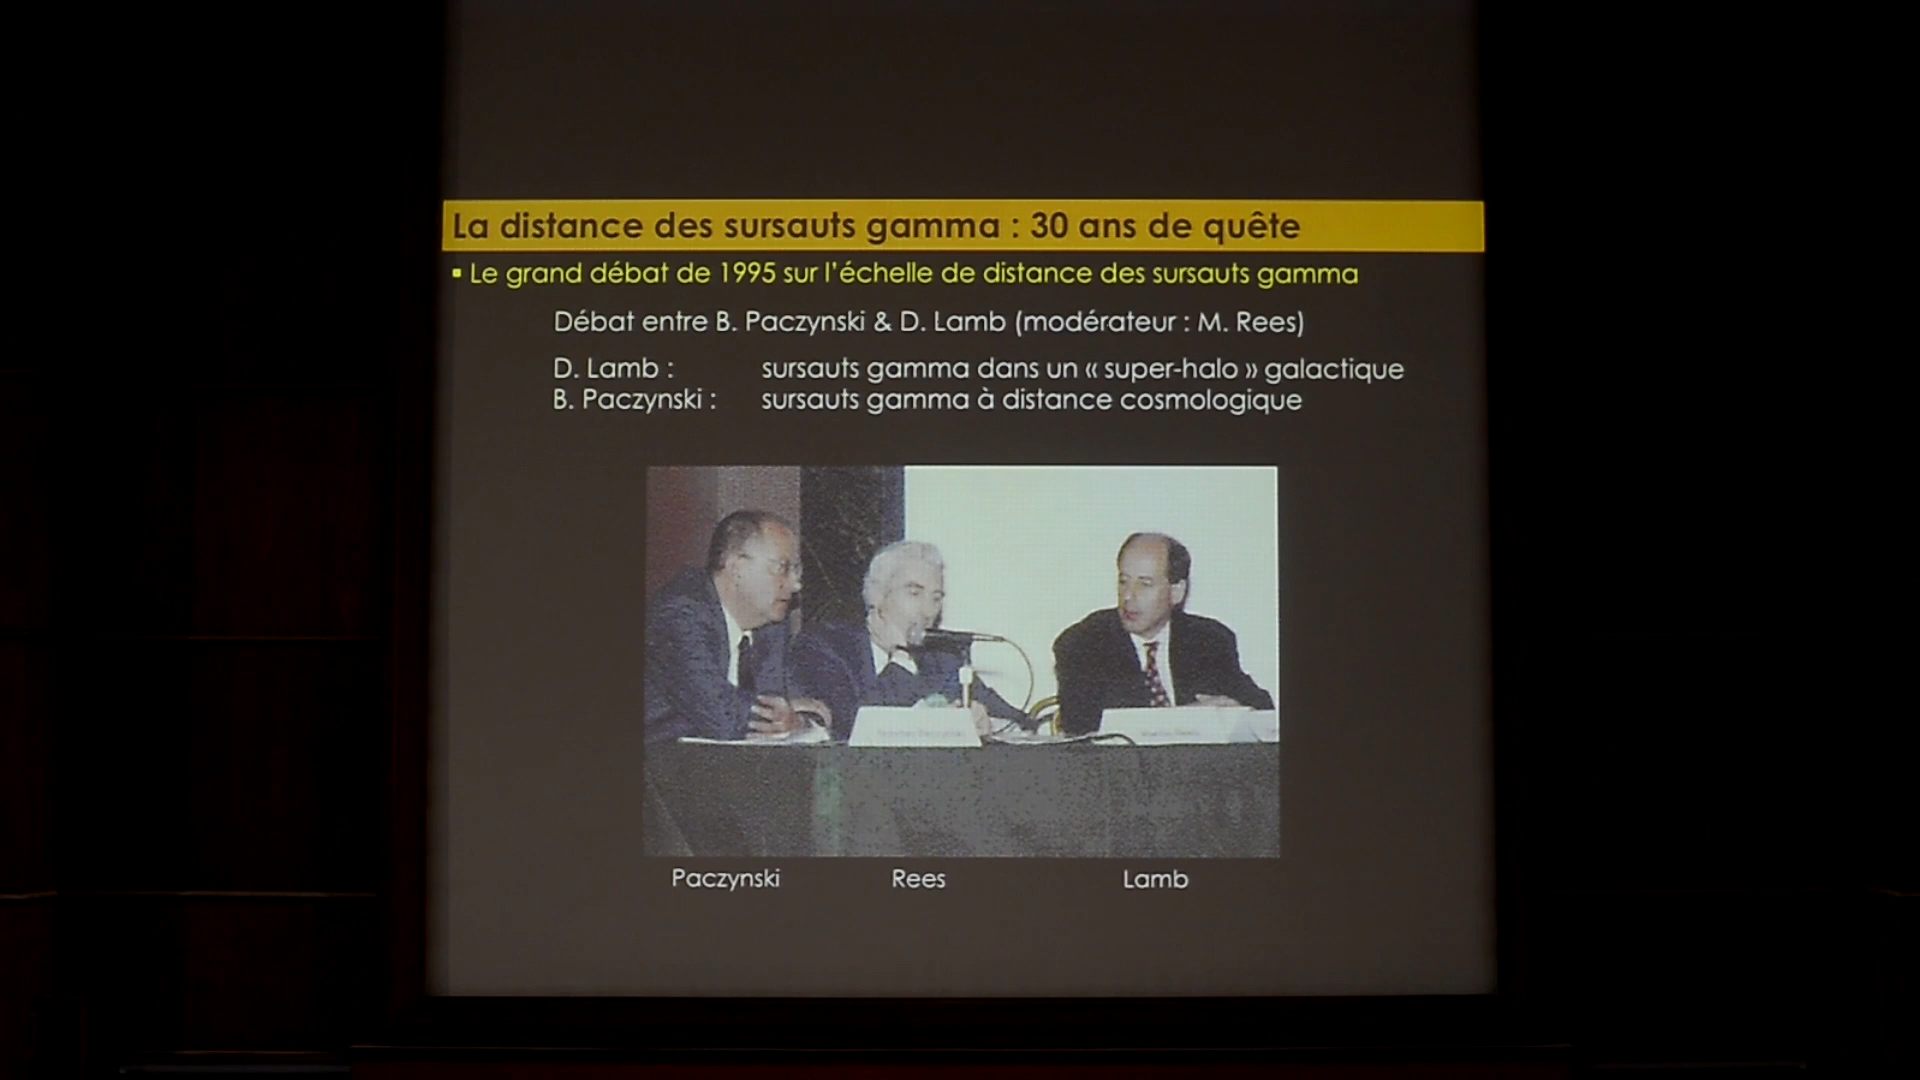 La distance des sursauts gamma : 30 ans de quête
▪ Le grand débat de 1995 sur l'échelle de distance des sursauts gamma
Débat entre B. Paczynski & D. Lamb (modérateur : M. Rees)
D. Lamb : sursauts gamma dans un « super-halo » galactique
B. Paczynski : sursauts gamma à distance cosmologique
Paczynski Rees Lamb